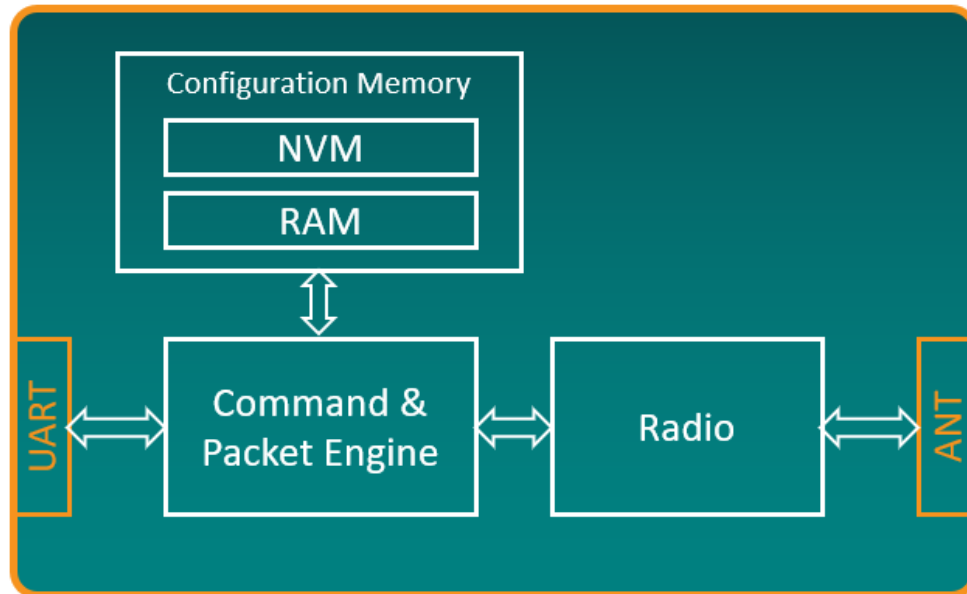 Configuration Memory
NVM
RAM
UART
Command &
Packet Engine
Radio
ANT